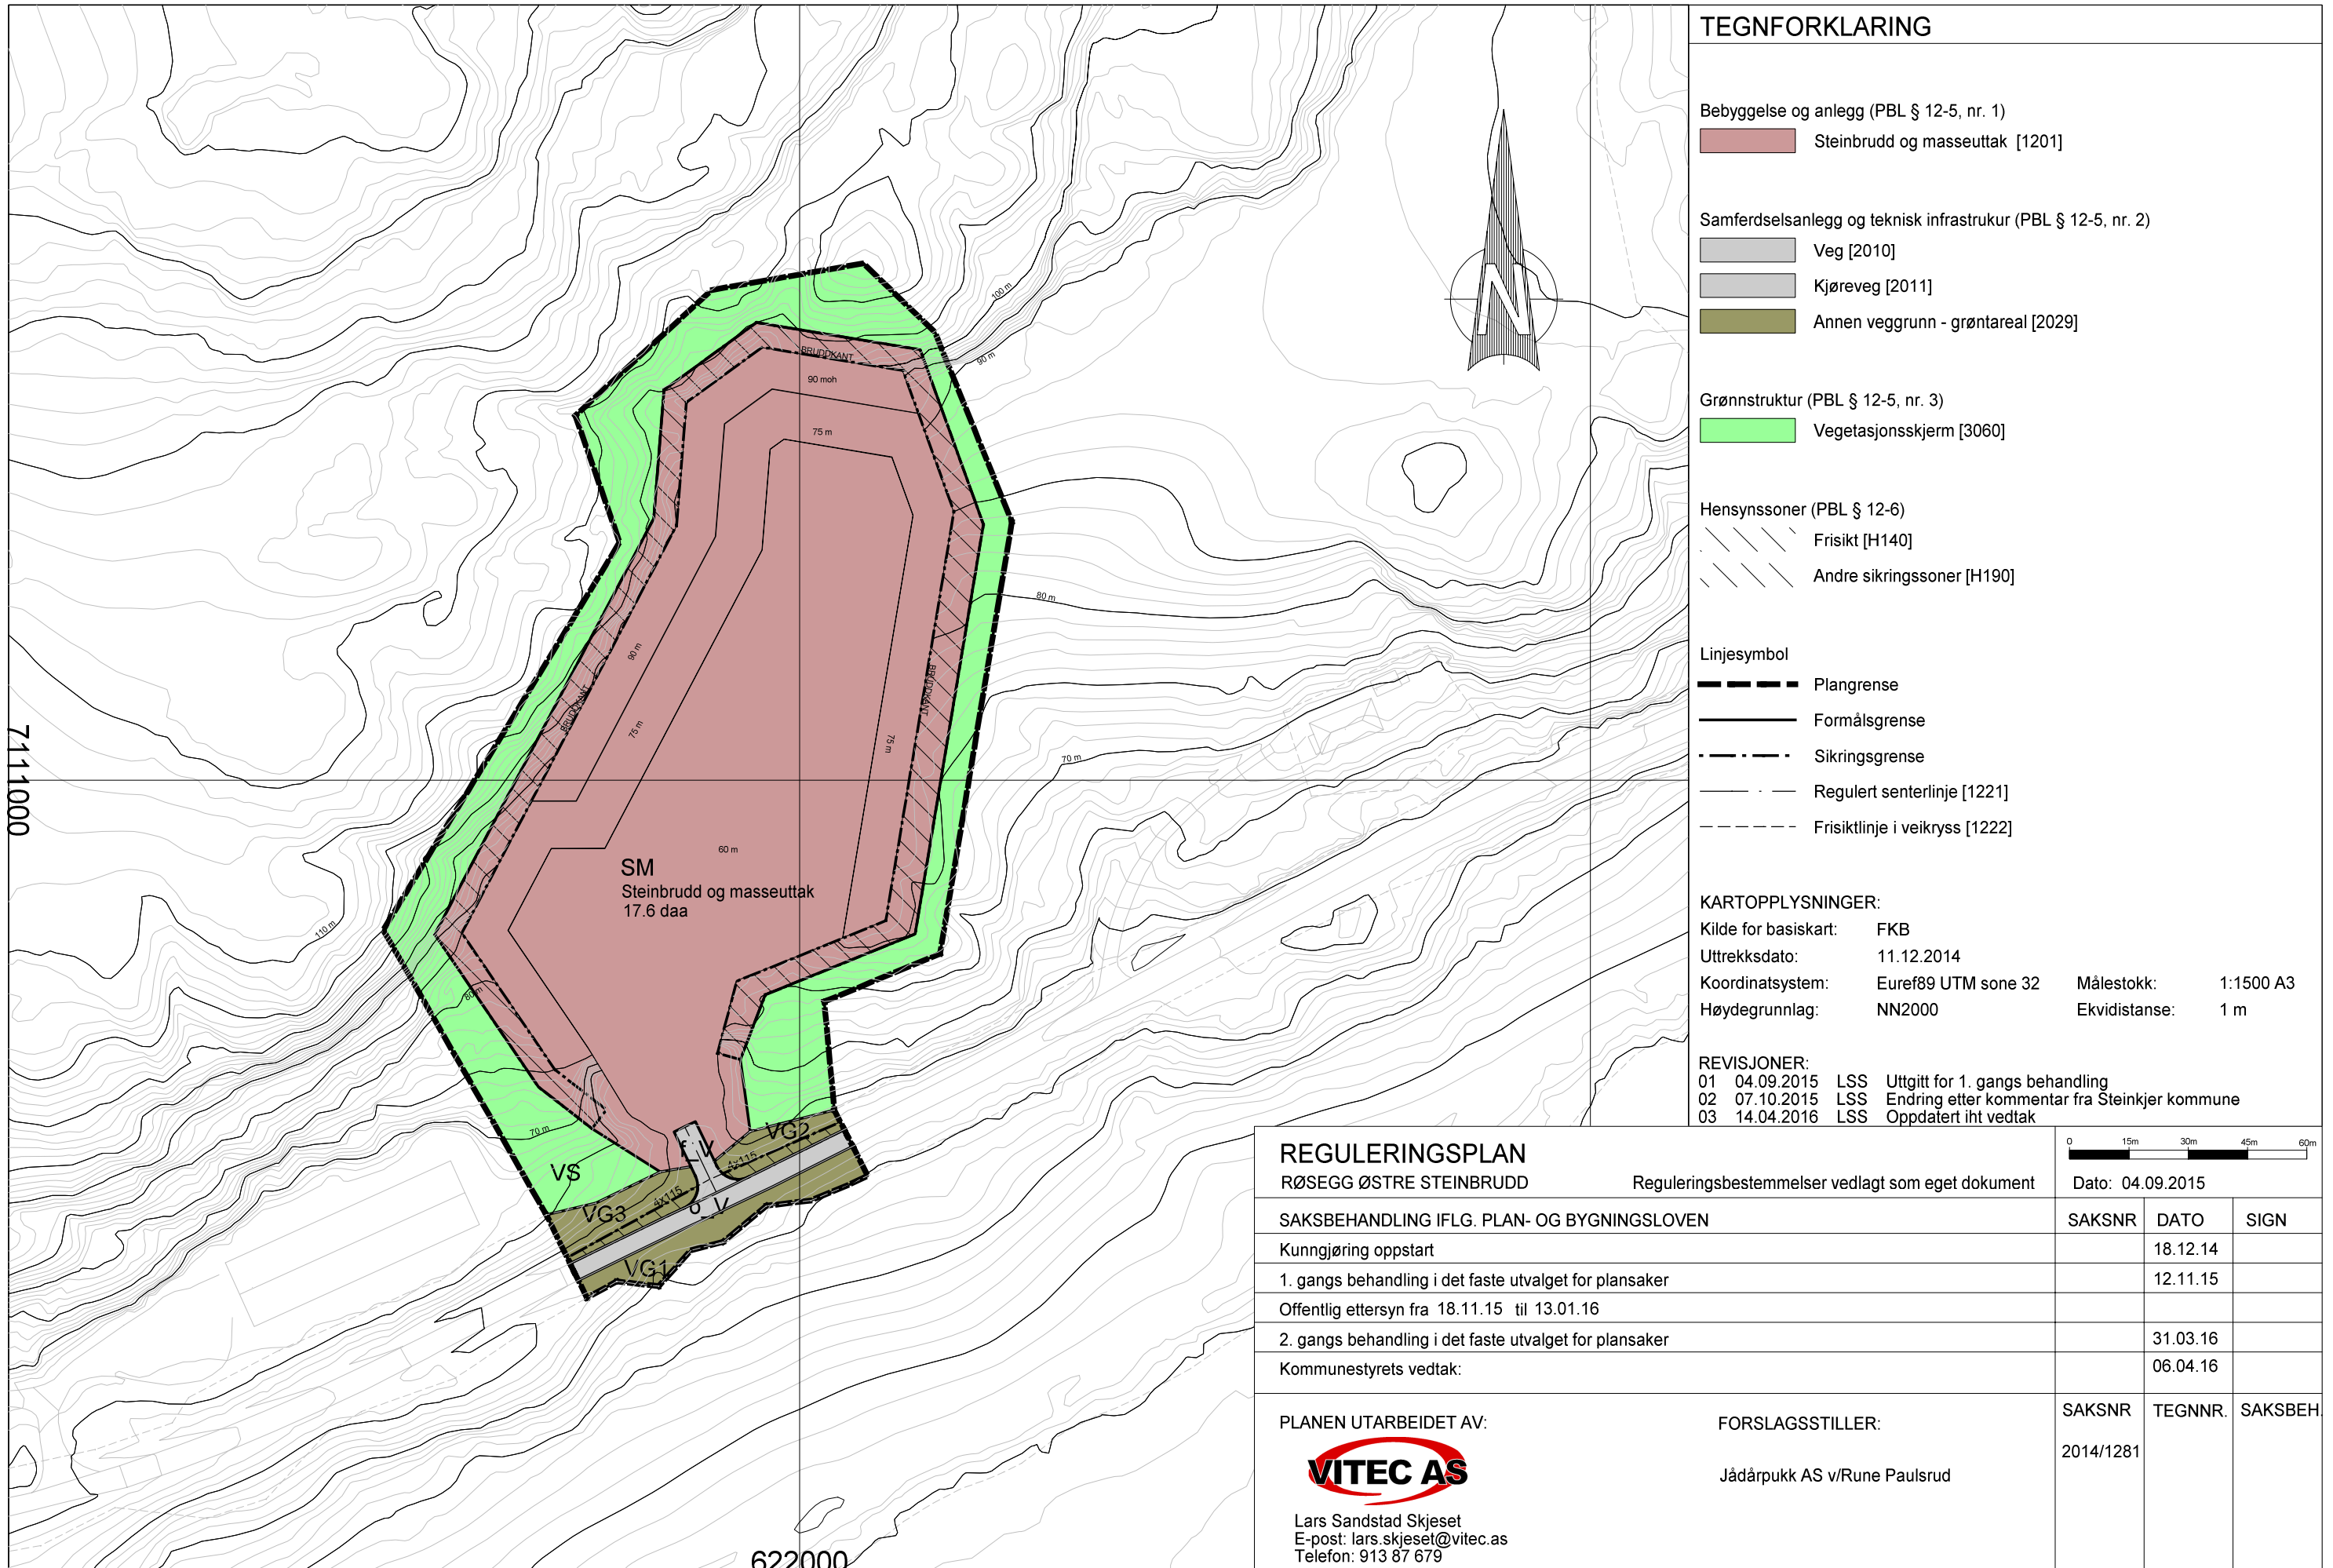 TEGNFORKLARING
Bebyggelse og anlegg (PBL § 12-5, nr. 1)
Steinbrudd og masseuttak [1201]
Samferdselsanlegg og teknisk infrastrukur (PBL § 12-5, nr. 2)
Veg [2010]
Kjøreveg [2011]
Annen veggrunn - grøntareal [2029]
Grønnstruktur (PBL § 12-5, nr. 3)
Vegetasjonsskjerm [3060]
Hensynssoner (PBL § 12-6)
Frisikt [H140]
Andre sikringssoner [H190]
Linjesymbol
Plangrense
Formålsgrense
Sikringsgrense
Regulert senterlinje [1221]
Frisiktlinje i veikryss [1222]
KARTOPPLYSNINGER:
Kilde for basiskart: FKB
Uttrekksdato: 11.12.2014
Koordinatsystem: Euref89 UTM sone 32 Målestokk: 1:1500 A3
Høydegrunnlag: NN2000 Ekvidistanse: 1 m
REVISJONER:
01 04.09.2015 LSS Uttgitt for 1. gangs behandling
02 07.10.2015 LSS Endring etter kommentar fra Steinkjer kommune
03 14.04.2016 LSS Oppdatert iht vedtak
REGULERINGSPLAN
RØSEGG ØSTRE STEINBRUDD Reguleringsbestemmelser vedlagt som eget dokument
0 15m 30m 45m 60m
Dato: 04.09.2015
SAKSBEHANDLING IFLG. PLAN- OG BYGNINGSLOVEN SAKSNR DATO SIGN
Kunngjøring oppstart 18.12.14
1. gangs behandling i det faste utvalget for plansaker 12.11.15
Offentlig ettersyn fra 18.11.15 til 13.01.16
2. gangs behandling i det faste utvalget for plansaker 31.03.16
Kommunestyrets vedtak: 06.04.16
PLANEN UTARBEIDET AV: FORSLAGSSTILLER: SAKSNR TEGNNR. SAKSBEH.
2014/1281
VITEC AS
Jådårpukk AS v/Rune Paulsrud
Lars Sandstad Skjeset
E-post: lars.skjeset@vitec.as
Telefon: 913 87 679
N
100 m
90 m
BRUDDKANT
90 moh
75 m
80 m
90 m
BRUDDKANT
BRUDDKANT
75 m
75 m
70 m
7111000
60 m
SM
Steinbrudd og masseuttak
17.6 daa
110 m
80 m
70 m
VS
f_V
VG2
4x115
4x115
o_V
VG3
VG1
622000